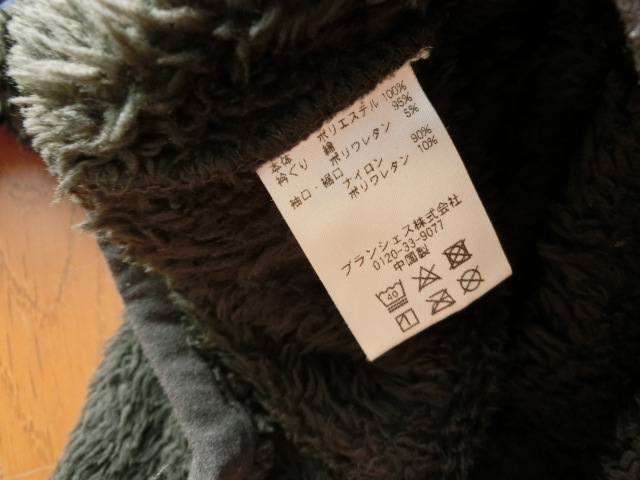 本体 ポリエステル 100%
衿ぐり 綿 95%
ポリウレタン 5%
袖口・裾口 ナイロン 90%
ポリウレタン 10%
ブランシェス株式会社
0120-33-9077
中国製
40